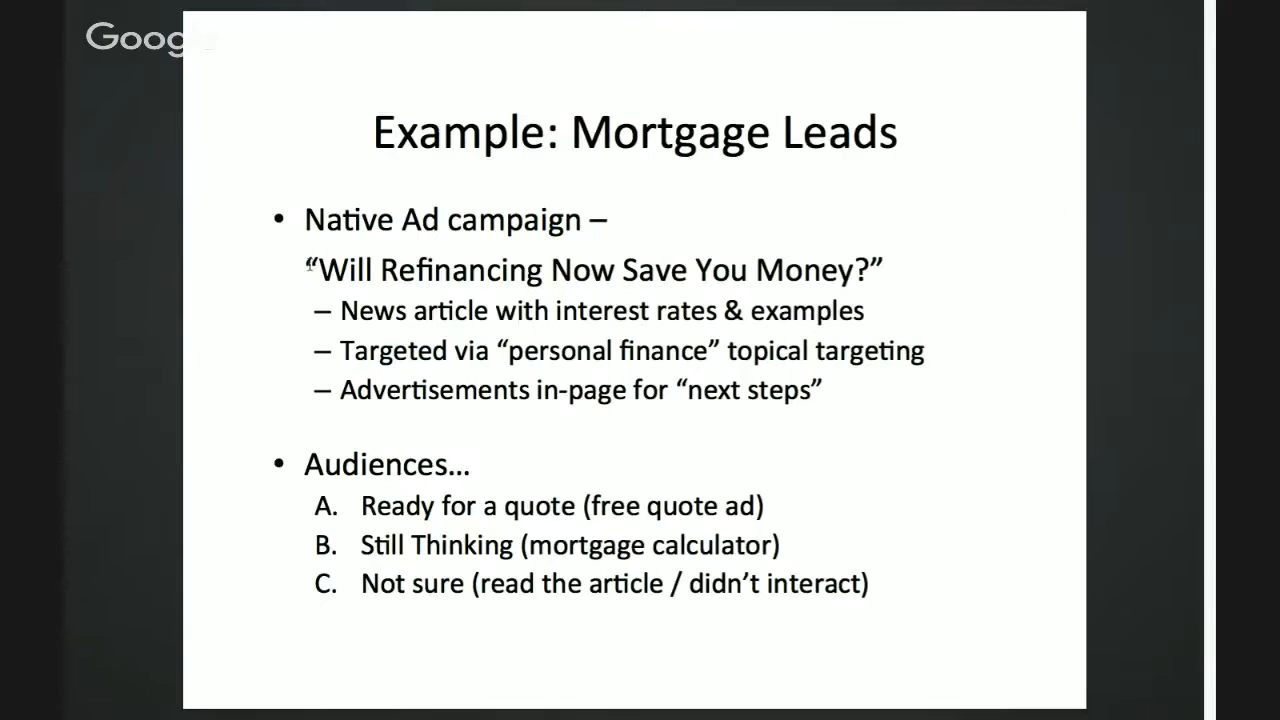 Google
Example: Mortgage Leads
• Native Ad campaign –
“Will Refinancing Now Save You Money?”
– News article with interest rates & examples
– Targeted via “personal finance” topical targeting
– Advertisements in-page for “next steps”
• Audiences…
A. Ready for a quote (free quote ad)
B. Still Thinking (mortgage calculator)
C. Not sure (read the article / didn’t interact)